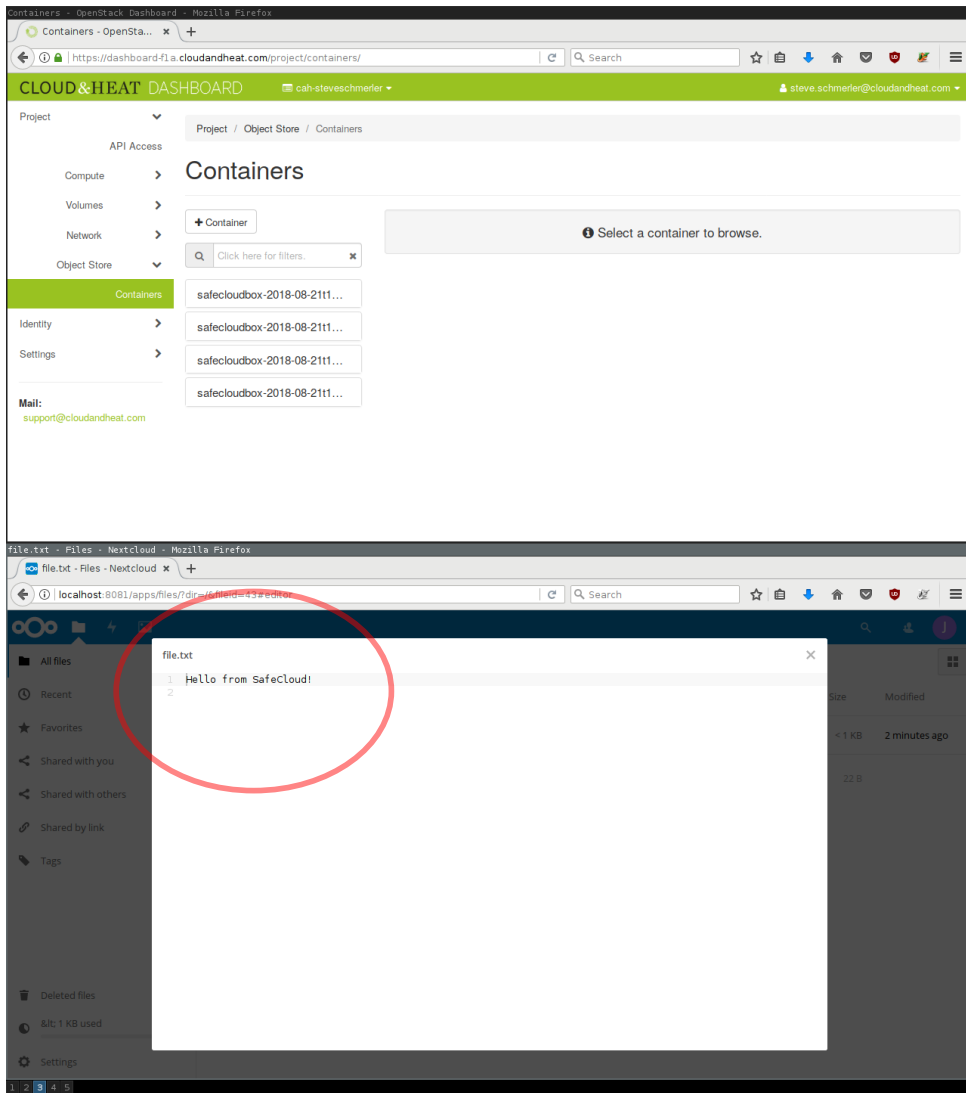 Containers - OpenStack Dashboard - Mozilla Firefox
Containers - OpenSta...
https://dashboard-f1a.cloudandheat.com/project/containers/
Search
CLOUD&HEAT DASHBOARD
cah-steveschmerler
steve.schmerler@cloudandheat.com
Project
Project / Object Store / Containers
API Access
Containers
Compute
Volumes
Container
Select a container to browse.
Network
Click here for filters.
Object Store
Containers
safecloudbox-2018-08-21t1...
Identity
safecloudbox-2018-08-21t1...
Settings
safecloudbox-2018-08-21t1...
safecloudbox-2018-08-21t1...
Mail:
support@cloudandheat.com
file.txt - Files - Nextcloud - Mozilla Firefox
file.txt - Files - Nextcloud
localhost:8081/apps/files/?dir=/&fileid=43#editor
Search
J
All files
file.txt
1 Hello from SafeCloud!
2
Recent
Size Modified
Favorites
< 1 KB 2 minutes ago
Shared with you
22 B
Shared with others
Shared by link
Tags
Deleted files
&lt; 1 KB used
Settings
1 2 3 4 5